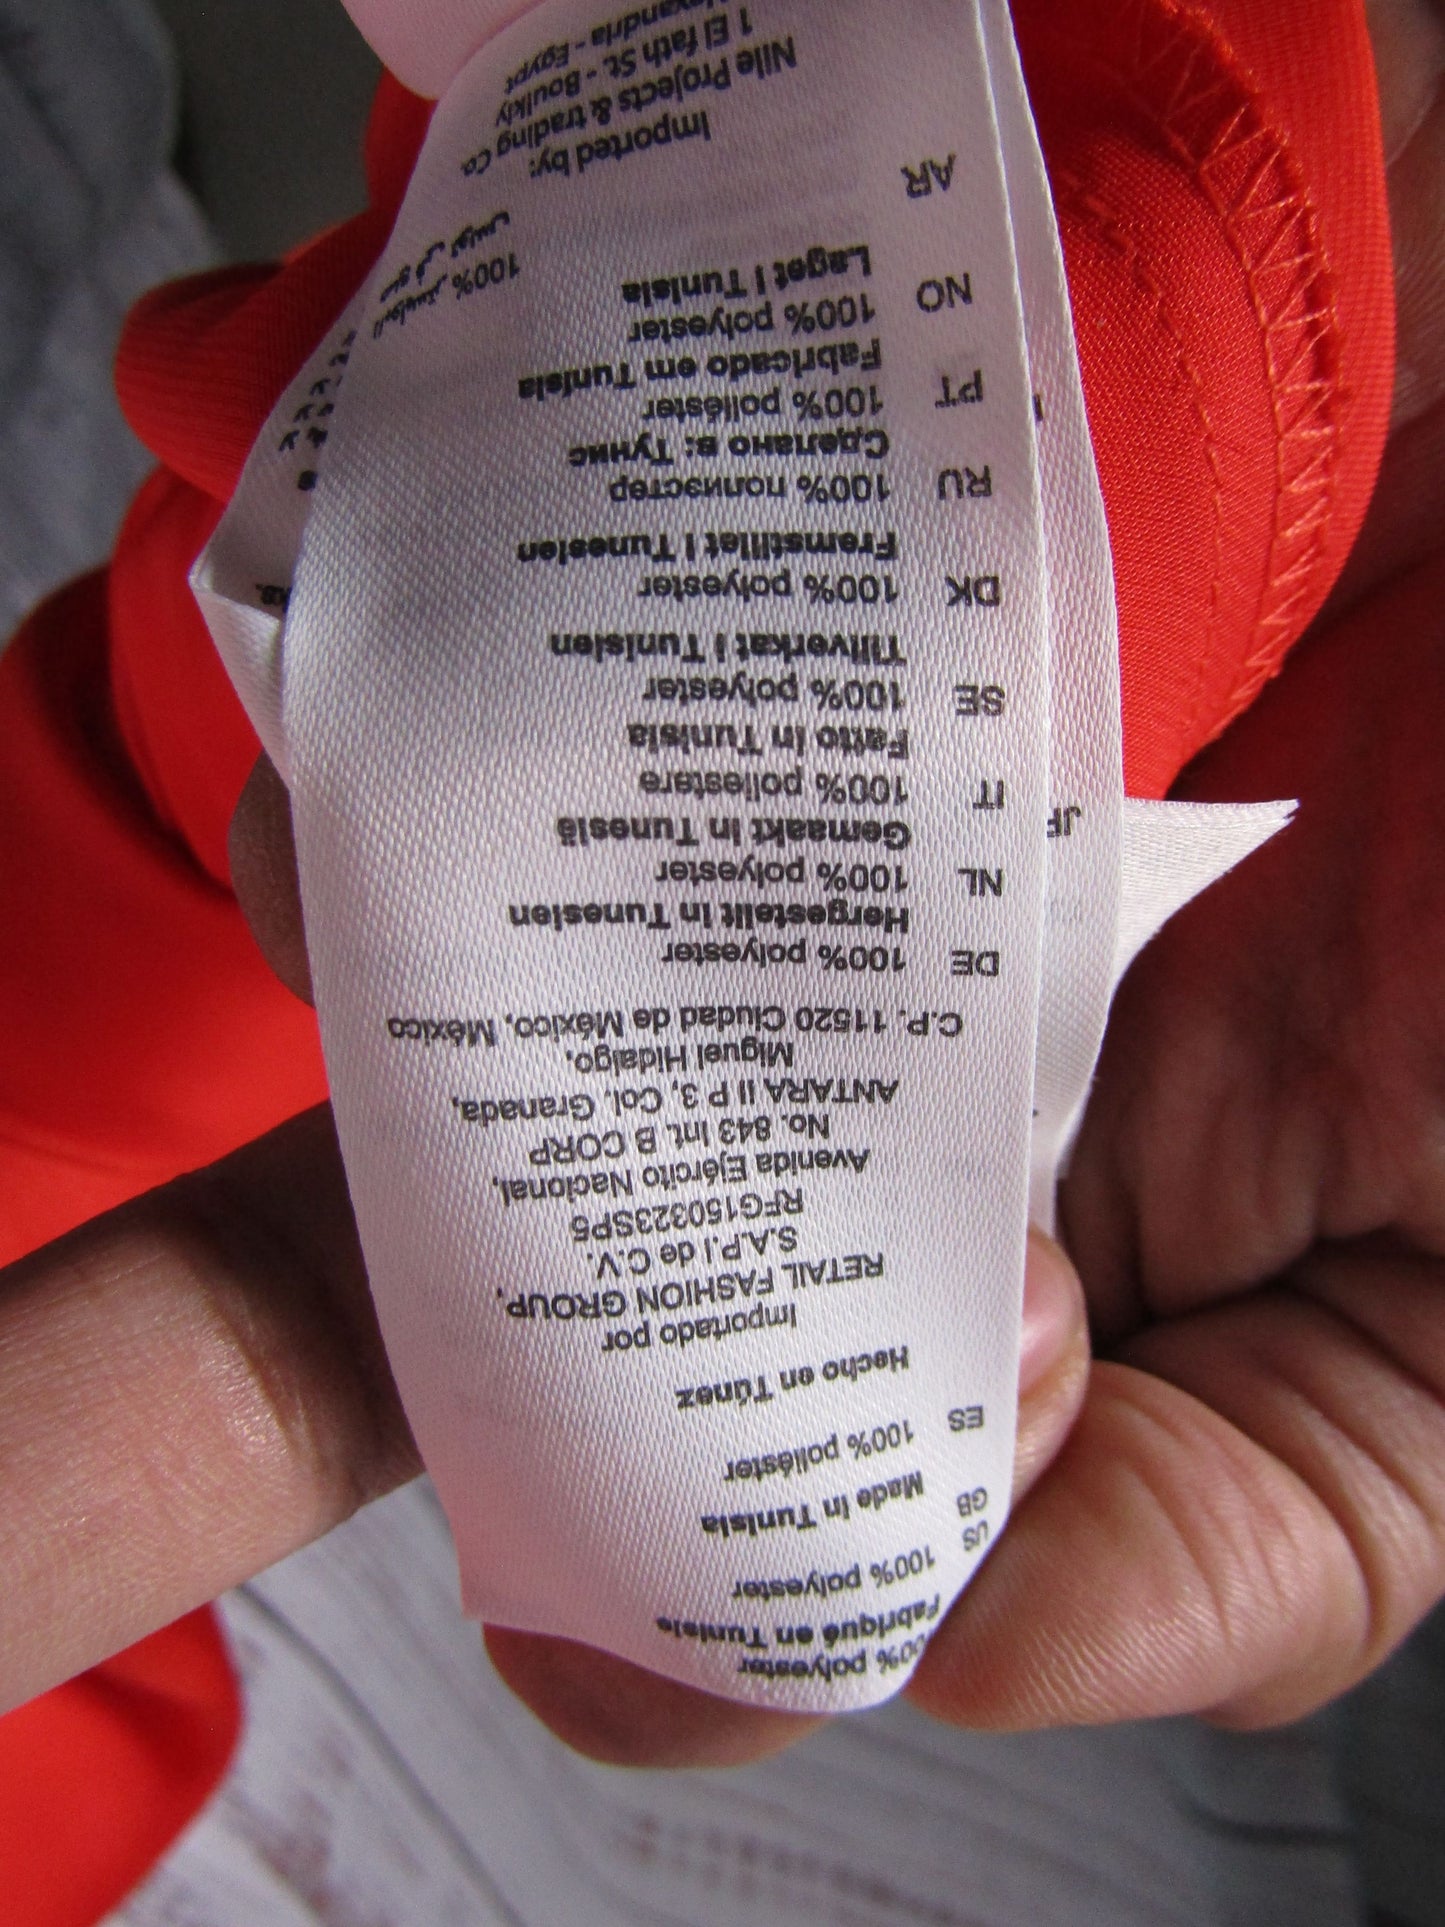 polyester
Fabriqué en Tunisie
US 100% polyester
GB Made in Tunisia
ES 100% poliéster
Hecho en Túnez
Importado por
RETAIL FASHION GROUP,
S.A.P.I de C.V.
RFG150323SP5
Avenida Ejército Nacional,
No. 843 Int. B CORP
ANTARA II P 3, Col. Granada,
Miguel Hidalgo,
C.P. 11520 Ciudad de México, México
DE 100% polyester
Hergestellt in Tunesien
NL 100% polyester
Gemaakt in Tunesië
IT 100% poliestere
Fatto in Tunisia
SE 100% polyester
Tillverkat i Tunisien
DK 100% polyester
Fremstillet i Tunesien
RU 100% полиэстер
Сделано в: Тунис
PT 100% poliéster
Fabricado em Tunísia
NO 100% polyester
Laget i Tunisia
AR 100% البوليستر
صنع في تونس
Imported by:
Nile Projects & trading Co.
1 El fath St. - Boulkly
Alexandria - Egypt